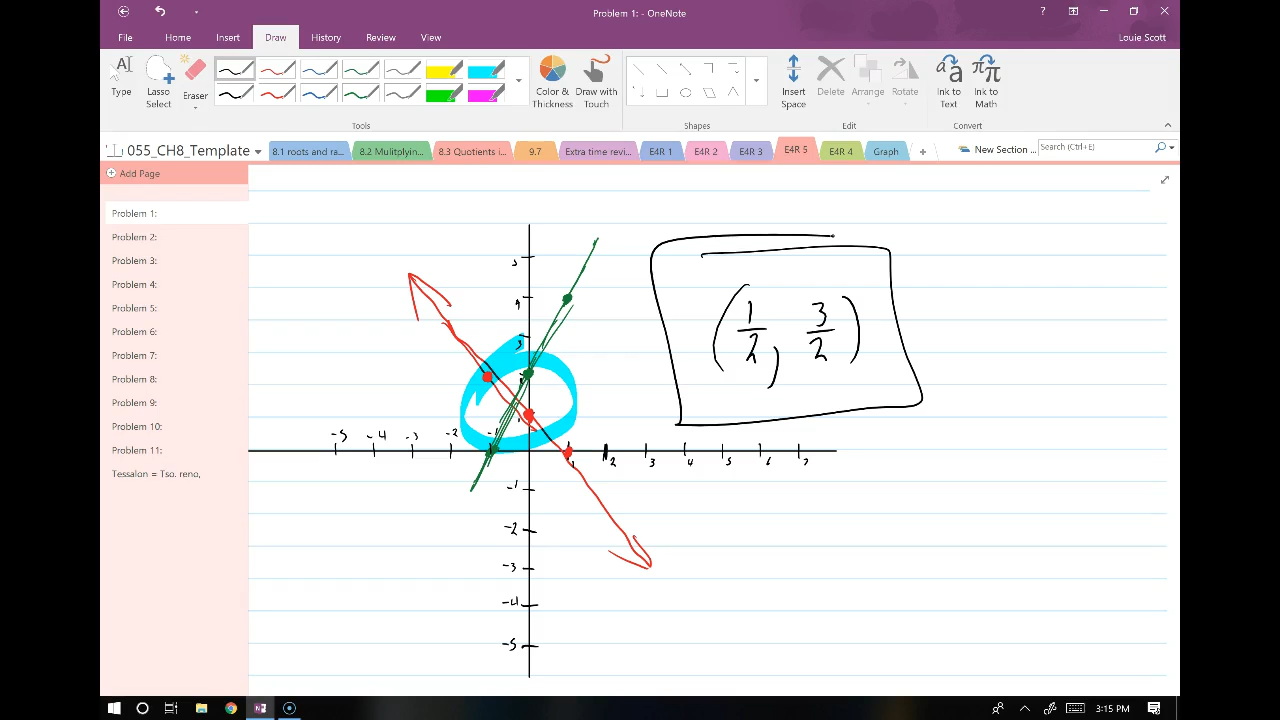 Problem 1: - OneNote
?
File Home Insert Draw History Review View
Louie Scott
Type
Lasso Select
Eraser
Color & Thickness
Draw with Touch
Insert Space
Delete
Arrange
Rotate
Ink to Text
Ink to Math
Tools
Shapes
Edit
Convert
055_CH8_Template
8.1 roots and ra...
8.2 Mulitplying...
8.3 Quotients i...
9.7
Extra time revi...
E4R 1
E4R 2
E4R 3
E4R 5
E4R 4
Graph
New Section ...
Search (Ctrl+E)
Add Page
Problem 1:
Problem 2:
Problem 3:
Problem 4:
Problem 5:
Problem 6:
Problem 7:
Problem 8:
Problem 9:
Problem 10:
Problem 11:
Tessalon = Tso. reno,
5
4
3
-5 -4 -3 -2 -1 1 2 3 4 5 6 7
-1
-2
-3
-4
-5
(1/2, 3/2)
3:15 PM